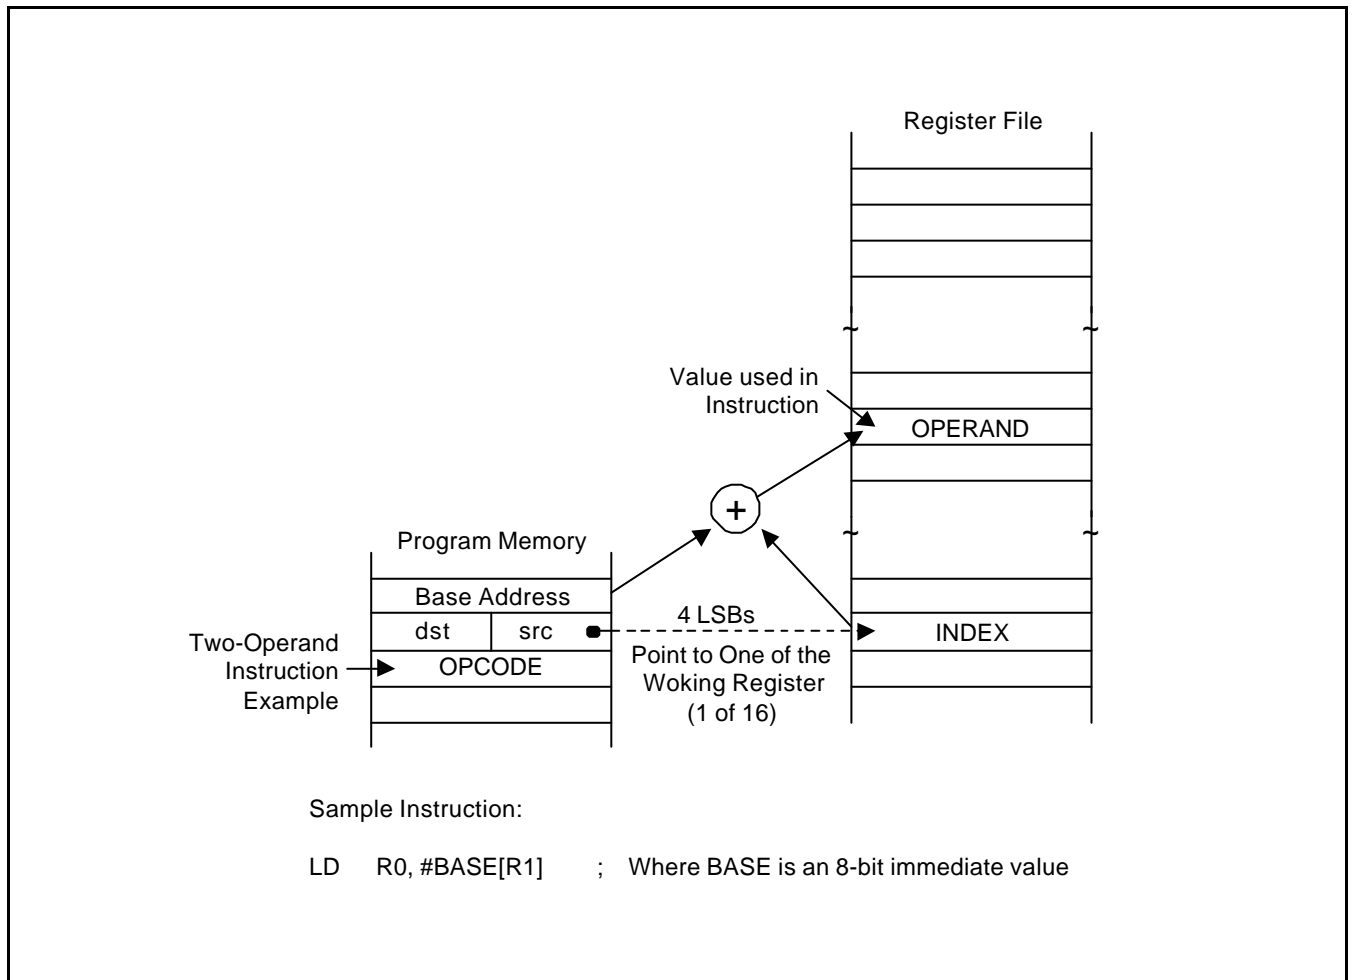 Register File
Value used in
Instruction
OPERAND
+
Program Memory
Base Address
dst src
4 LSBs
INDEX
Two-Operand
Instruction
Example
OPCODE
Point to One of the
Woking Register
(1 of 16)
Sample Instruction:
LD R0, #BASE[R1] ; Where BASE is an 8-bit immediate value